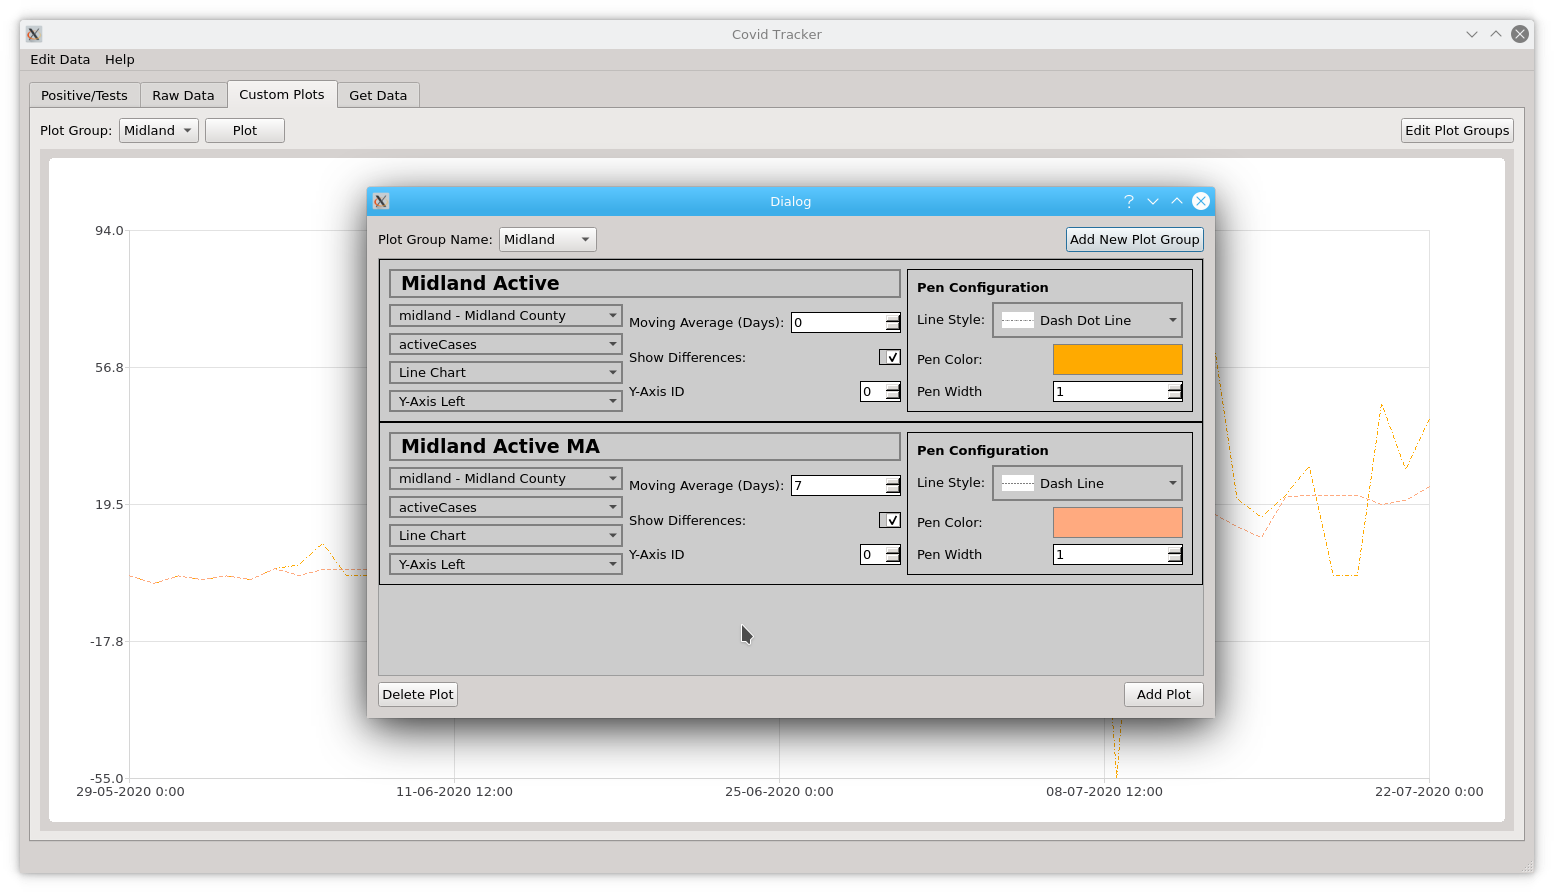 Covid Tracker
Edit Data Help
Positive/Tests Raw Data Custom Plots Get Data
Plot Group: Midland Plot Edit Plot Groups
Dialog
?
Plot Group Name: Midland Add New Plot Group
Midland Active
midland - Midland County
activeCases
Line Chart
Y-Axis Left
Moving Average (Days): 0
Show Differences:
Y-Axis ID 0
Pen Configuration
Line Style: Dash Dot Line
Pen Color:
Pen Width 1
Midland Active MA
midland - Midland County
activeCases
Line Chart
Y-Axis Left
Moving Average (Days): 7
Show Differences:
Y-Axis ID 0
Pen Configuration
Line Style: Dash Line
Pen Color:
Pen Width 1
Delete Plot Add Plot
94.0
56.8
19.5
-17.8
-55.0
29-05-2020 0:00 11-06-2020 12:00 25-06-2020 0:00 08-07-2020 12:00 22-07-2020 0:00